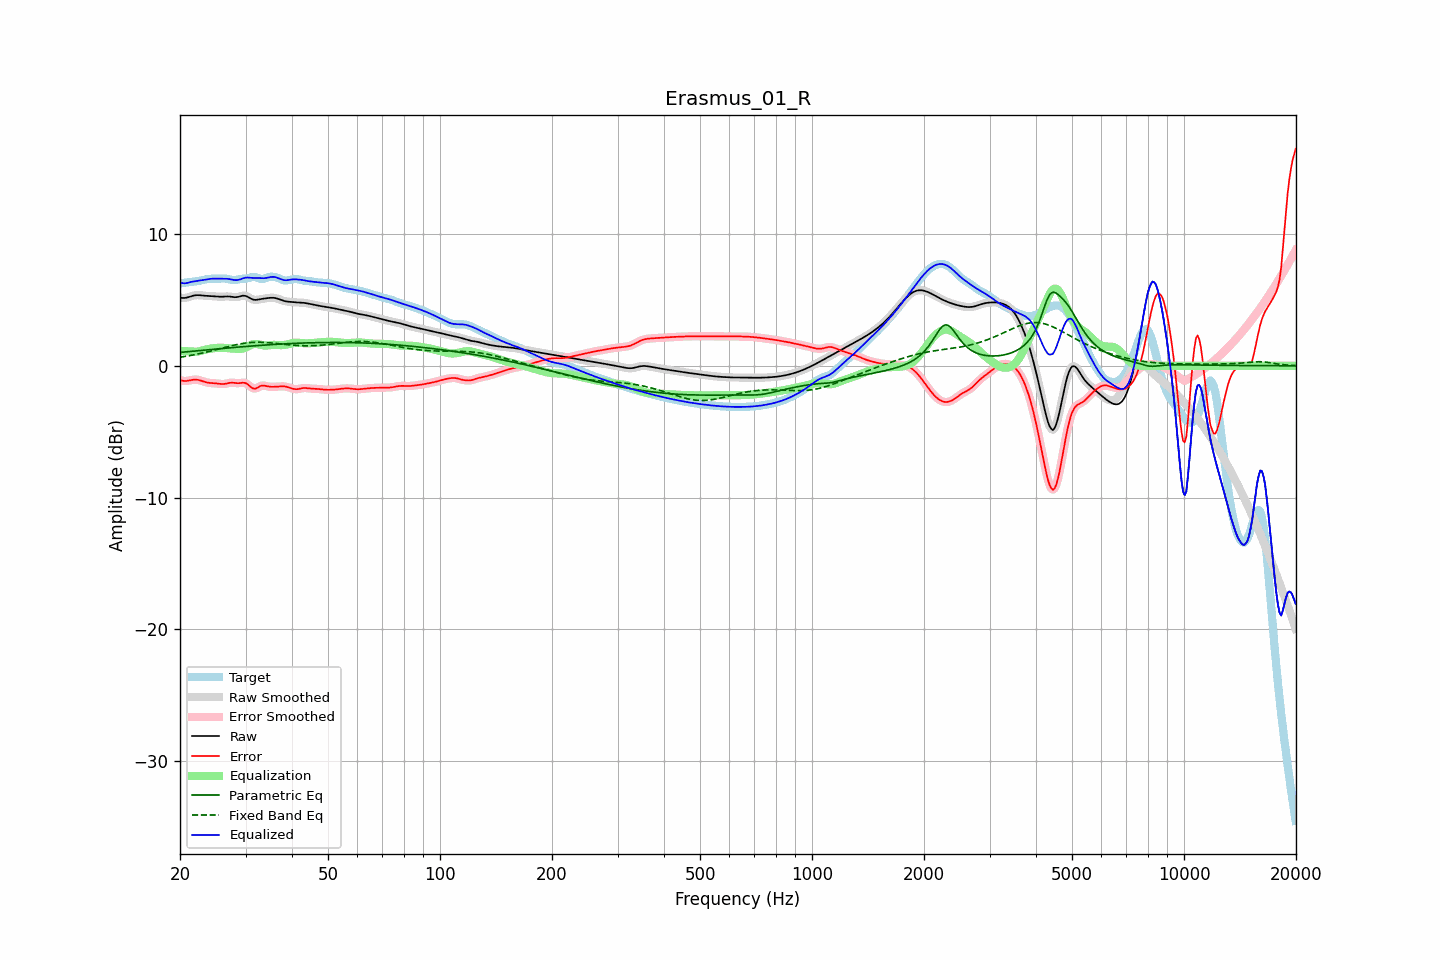 Erasmus_01_R
Amplitude (dBr)
10
0
−10
−20
−30
Target
Raw Smoothed
Error Smoothed
Raw
Error
Equalization
Parametric Eq
Fixed Band Eq
Equalized
20
50
100
200
500
1000
2000
5000
10000
20000
Frequency (Hz)